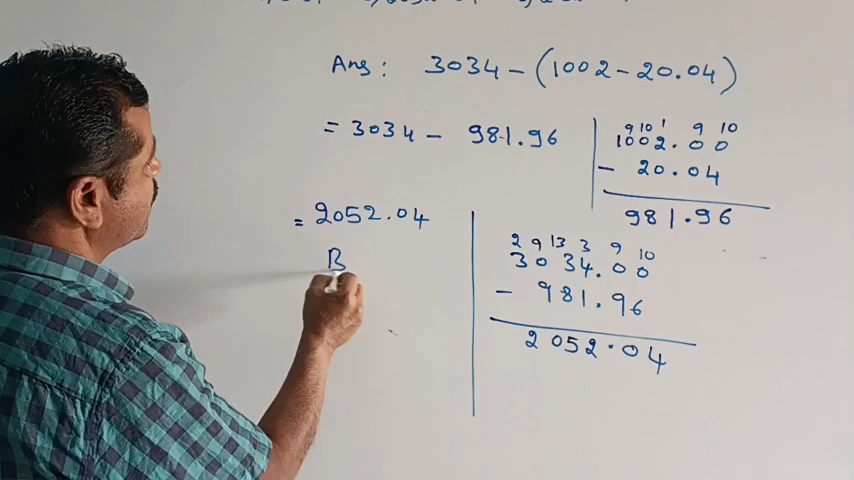 Ans: 3034 - (1002 - 20.04)
= 3034 - 981.96
9 10 1 9 10
1002.00
- 20.04
981.96
= 2052.04
B
2 9 13 3 9 10
3034.00
- 981.96
2052.04